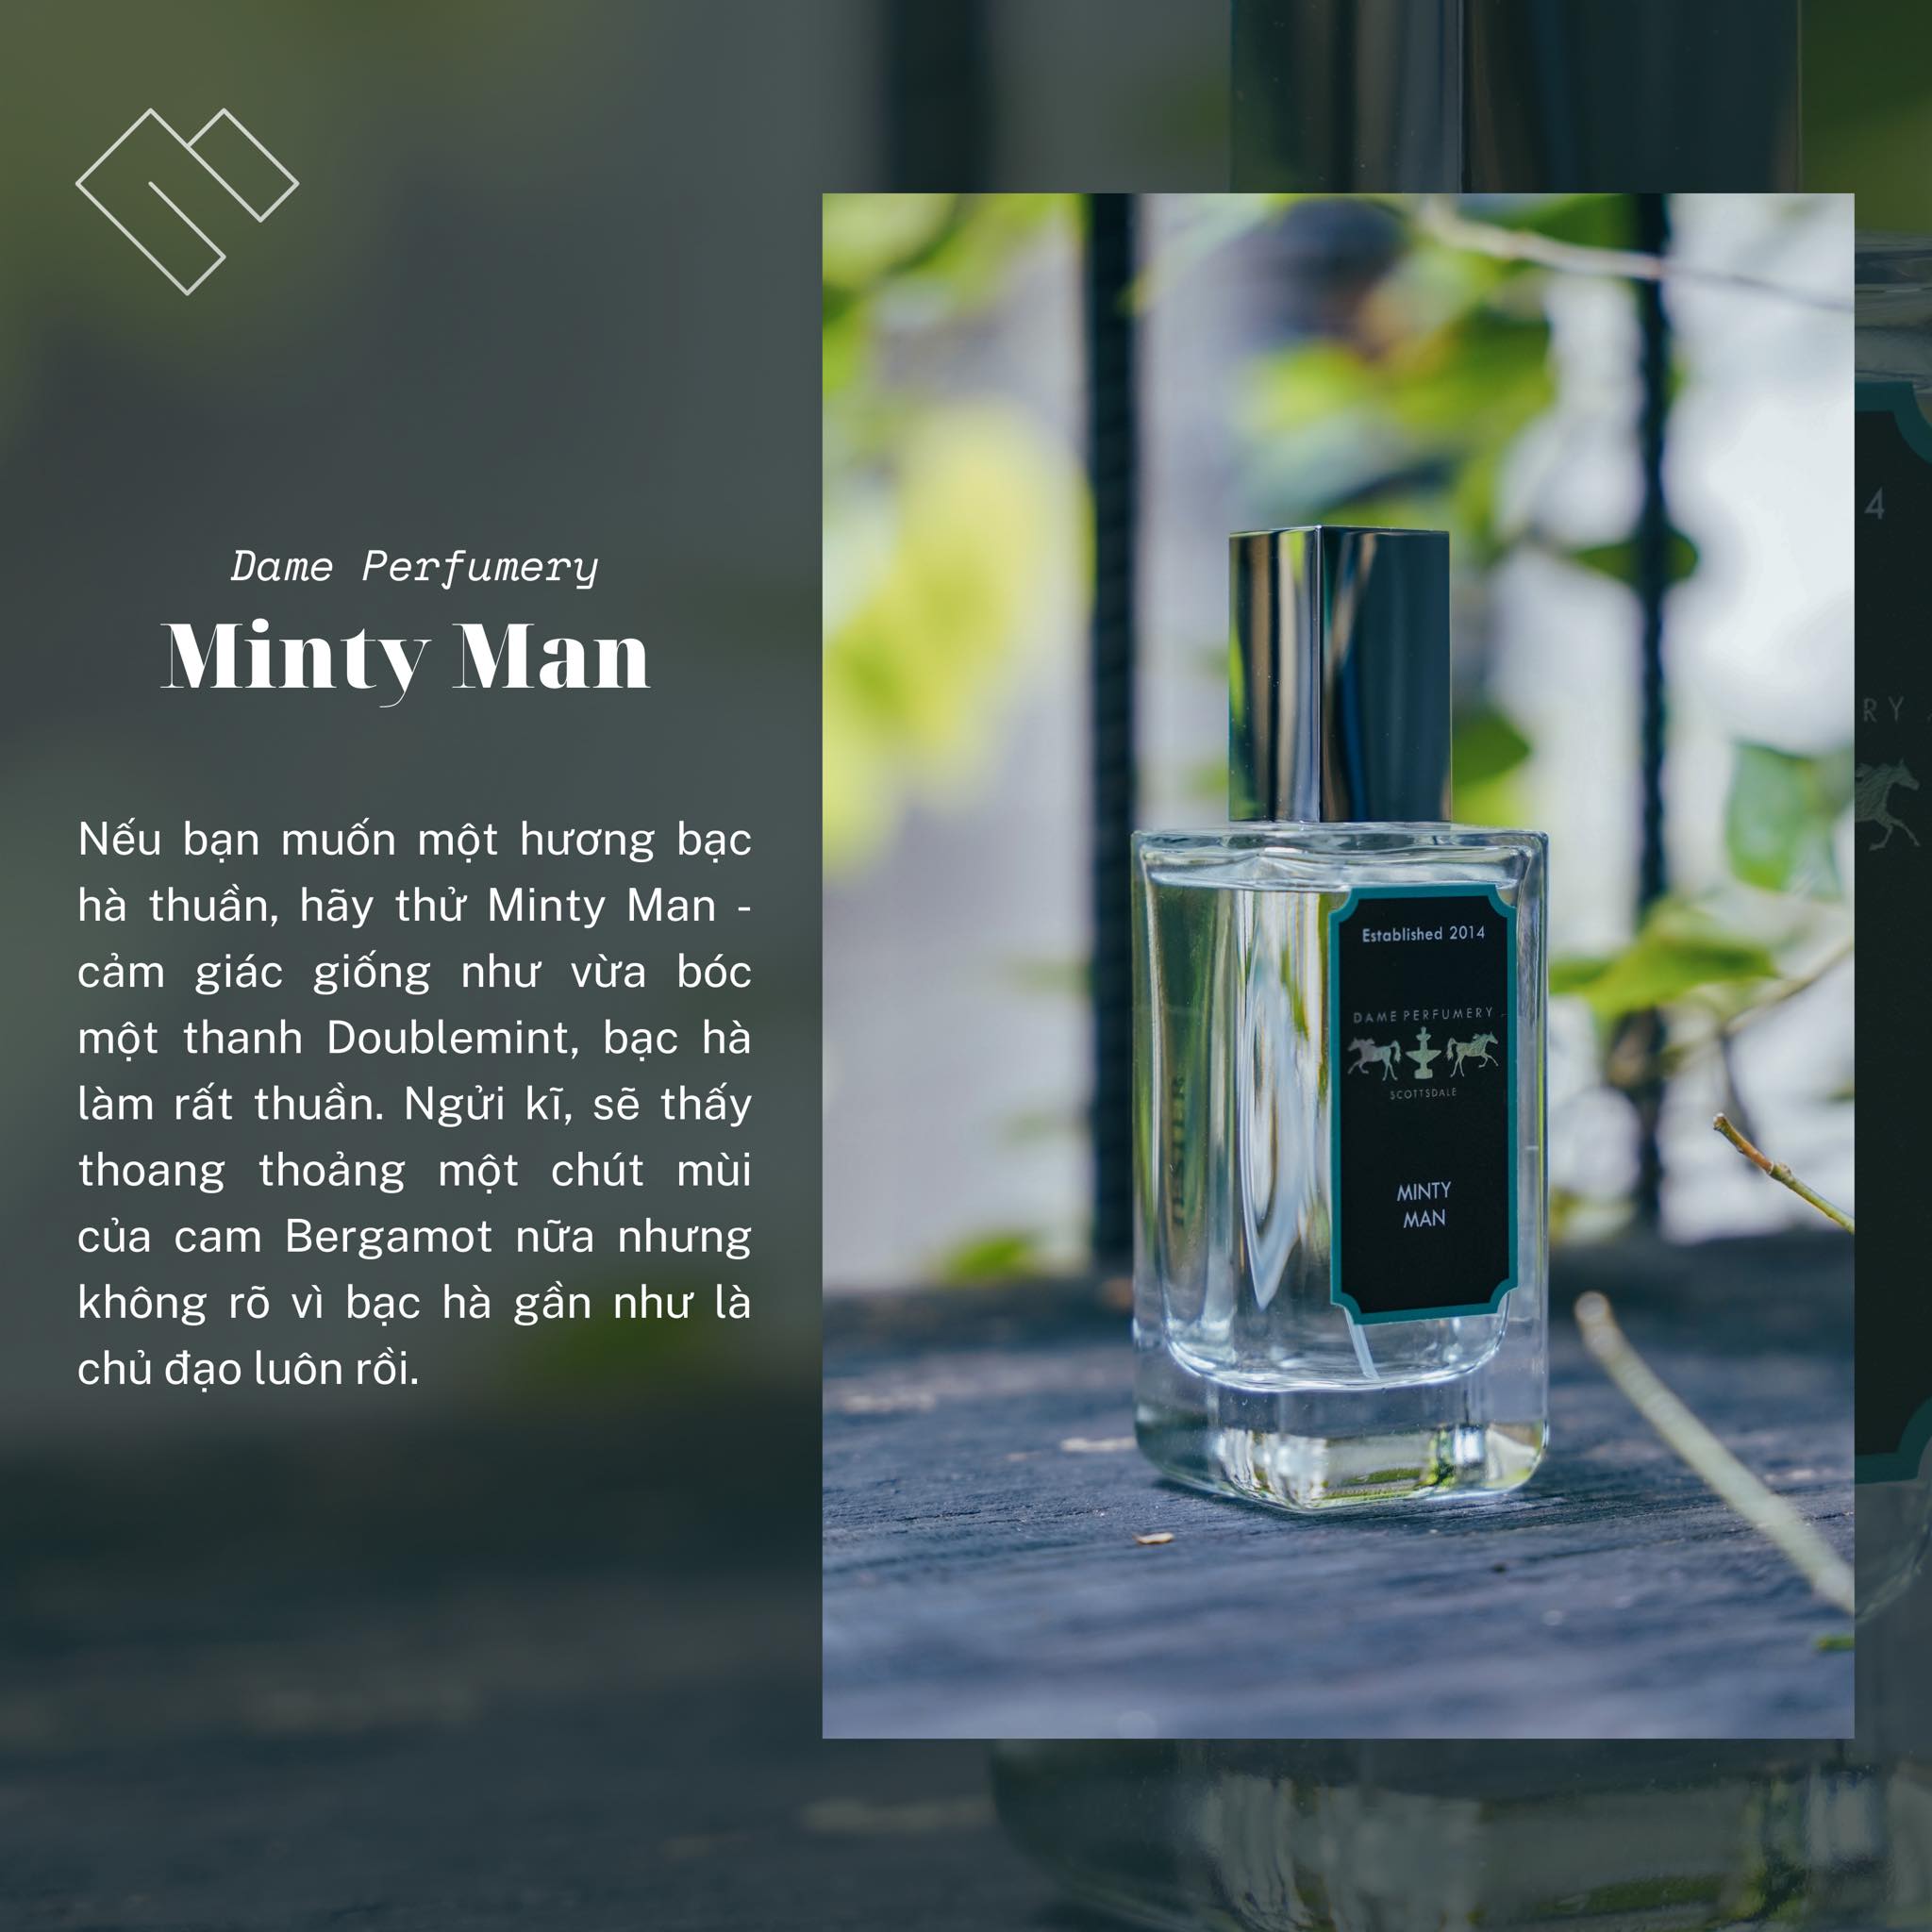 Dame Perfumery
Minty Man
Nếu bạn muốn một hương bạc
hà thuần, hãy thử Minty Man -
cảm giác giống như vừa bóc
một thanh Doublemint, bạc hà
làm rất thuần. Ngửi kĩ, sẽ thấy
thoang thoảng một chút mùi
của cam Bergamot nữa nhưng
không rõ vì bạc hà gần như là
chủ đạo luôn rồi.
Established 2014
DAME PERFUMERY
SCOTTSDALE
MINTY
MAN
4
RY